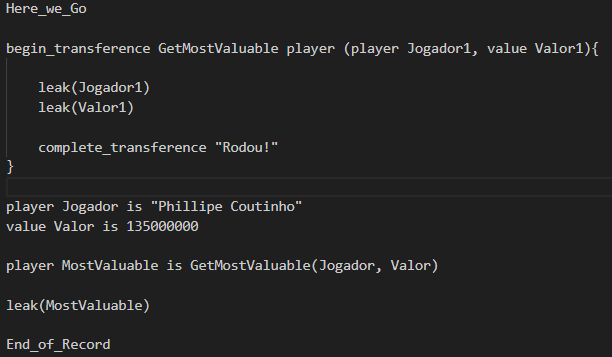 Here_we_Go
begin_transference GetMostValuable player (player Jogador1, value Valor1){
leak(Jogador1)
leak(Valor1)
complete_transference "Rodou!"
}
player Jogador is "Phillipe Coutinho"
value Valor is 135000000
player MostValuable is GetMostValuable(Jogador, Valor)
leak(MostValuable)
End_of_Record